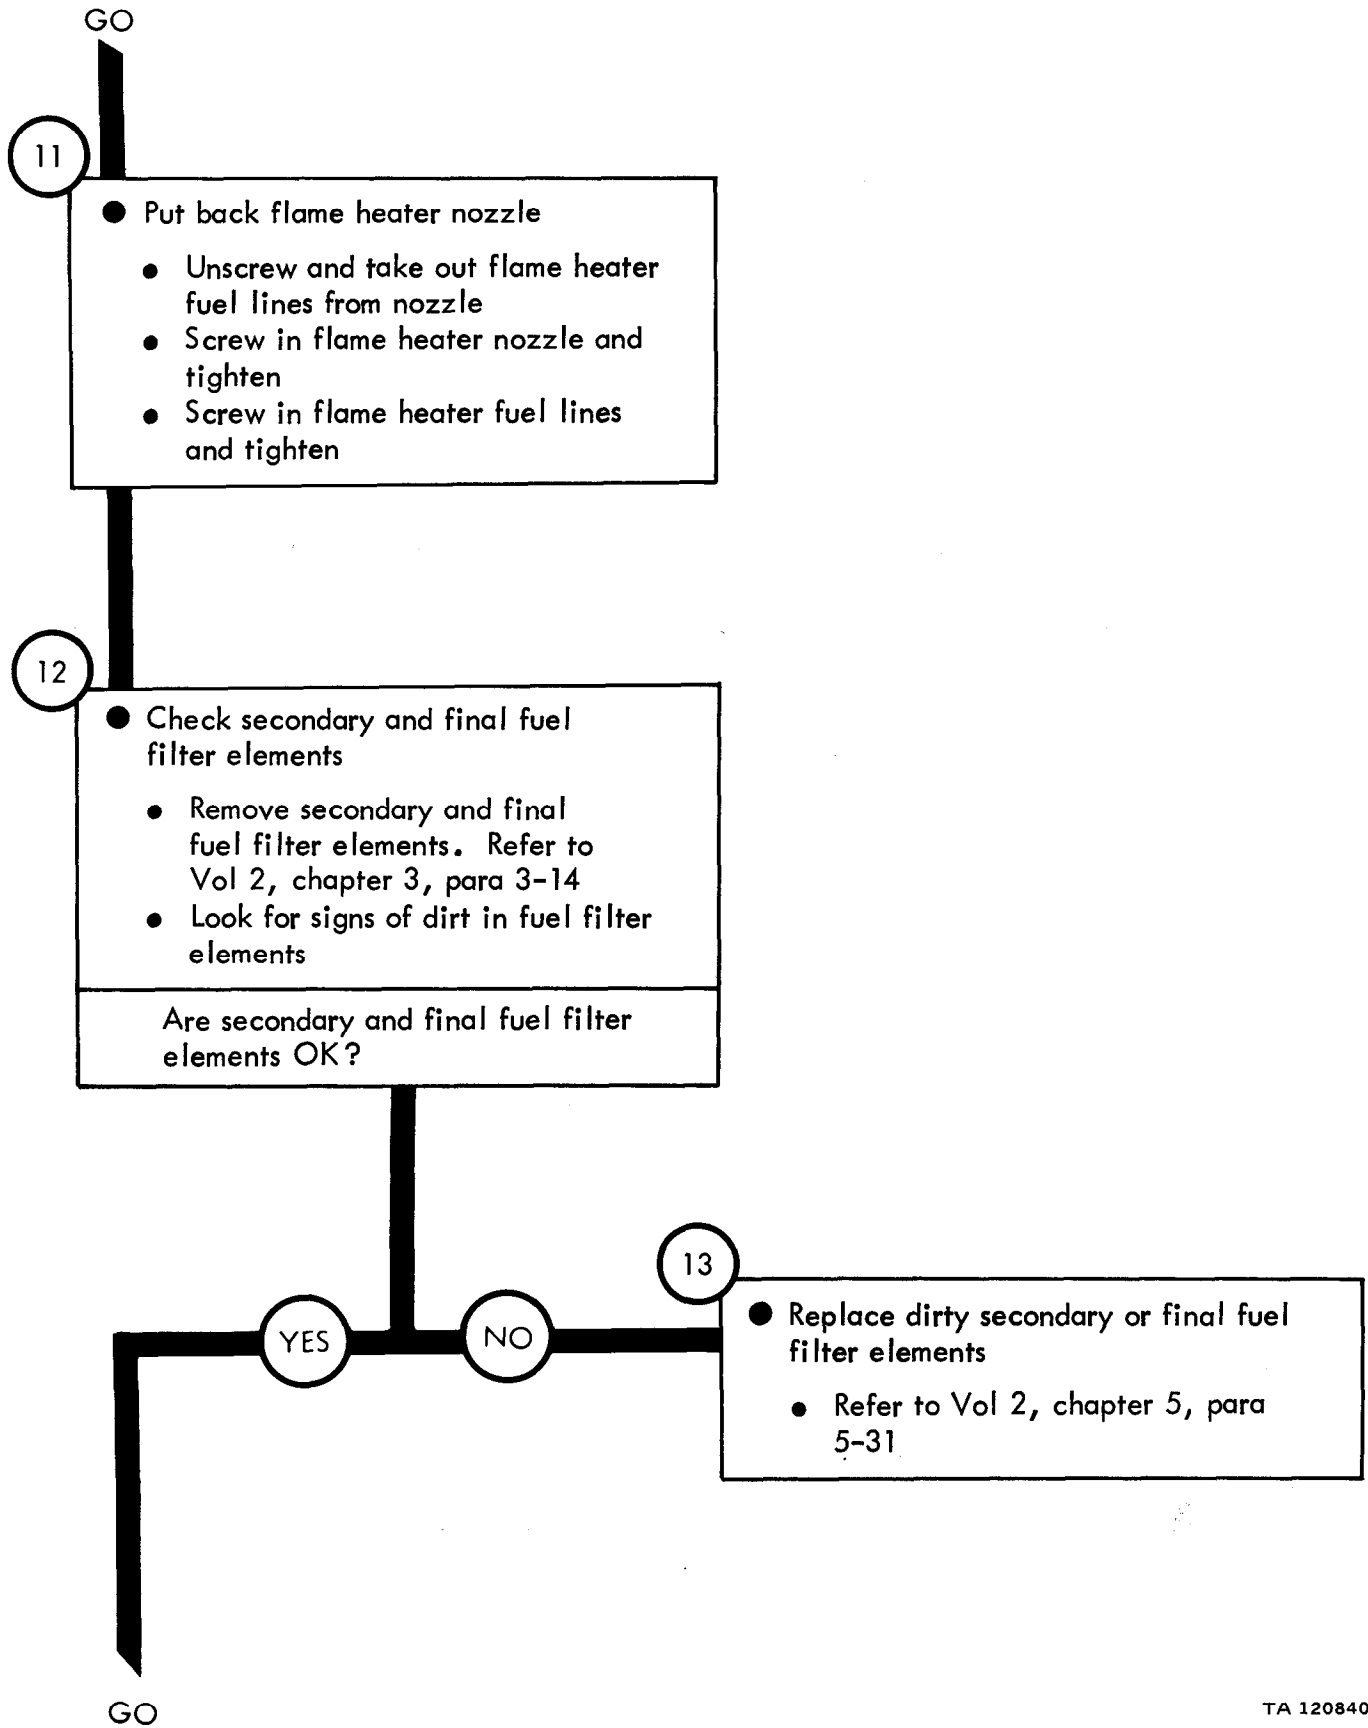 GO
11
● Put back flame heater nozzle
● Unscrew and take out flame heater
fuel lines from nozzle
● Screw in flame heater nozzle and
tighten
● Screw in flame heater fuel lines
and tighten
12
● Check secondary and final fuel
filter elements
● Remove secondary and final
fuel filter elements. Refer to
Vol 2, chapter 3, para 3-14
● Look for signs of dirt in fuel filter
elements
Are secondary and final fuel filter
elements OK?
YES
NO
13
● Replace dirty secondary or final fuel
filter elements
● Refer to Vol 2, chapter 5, para
5-31
GO
TA 120840